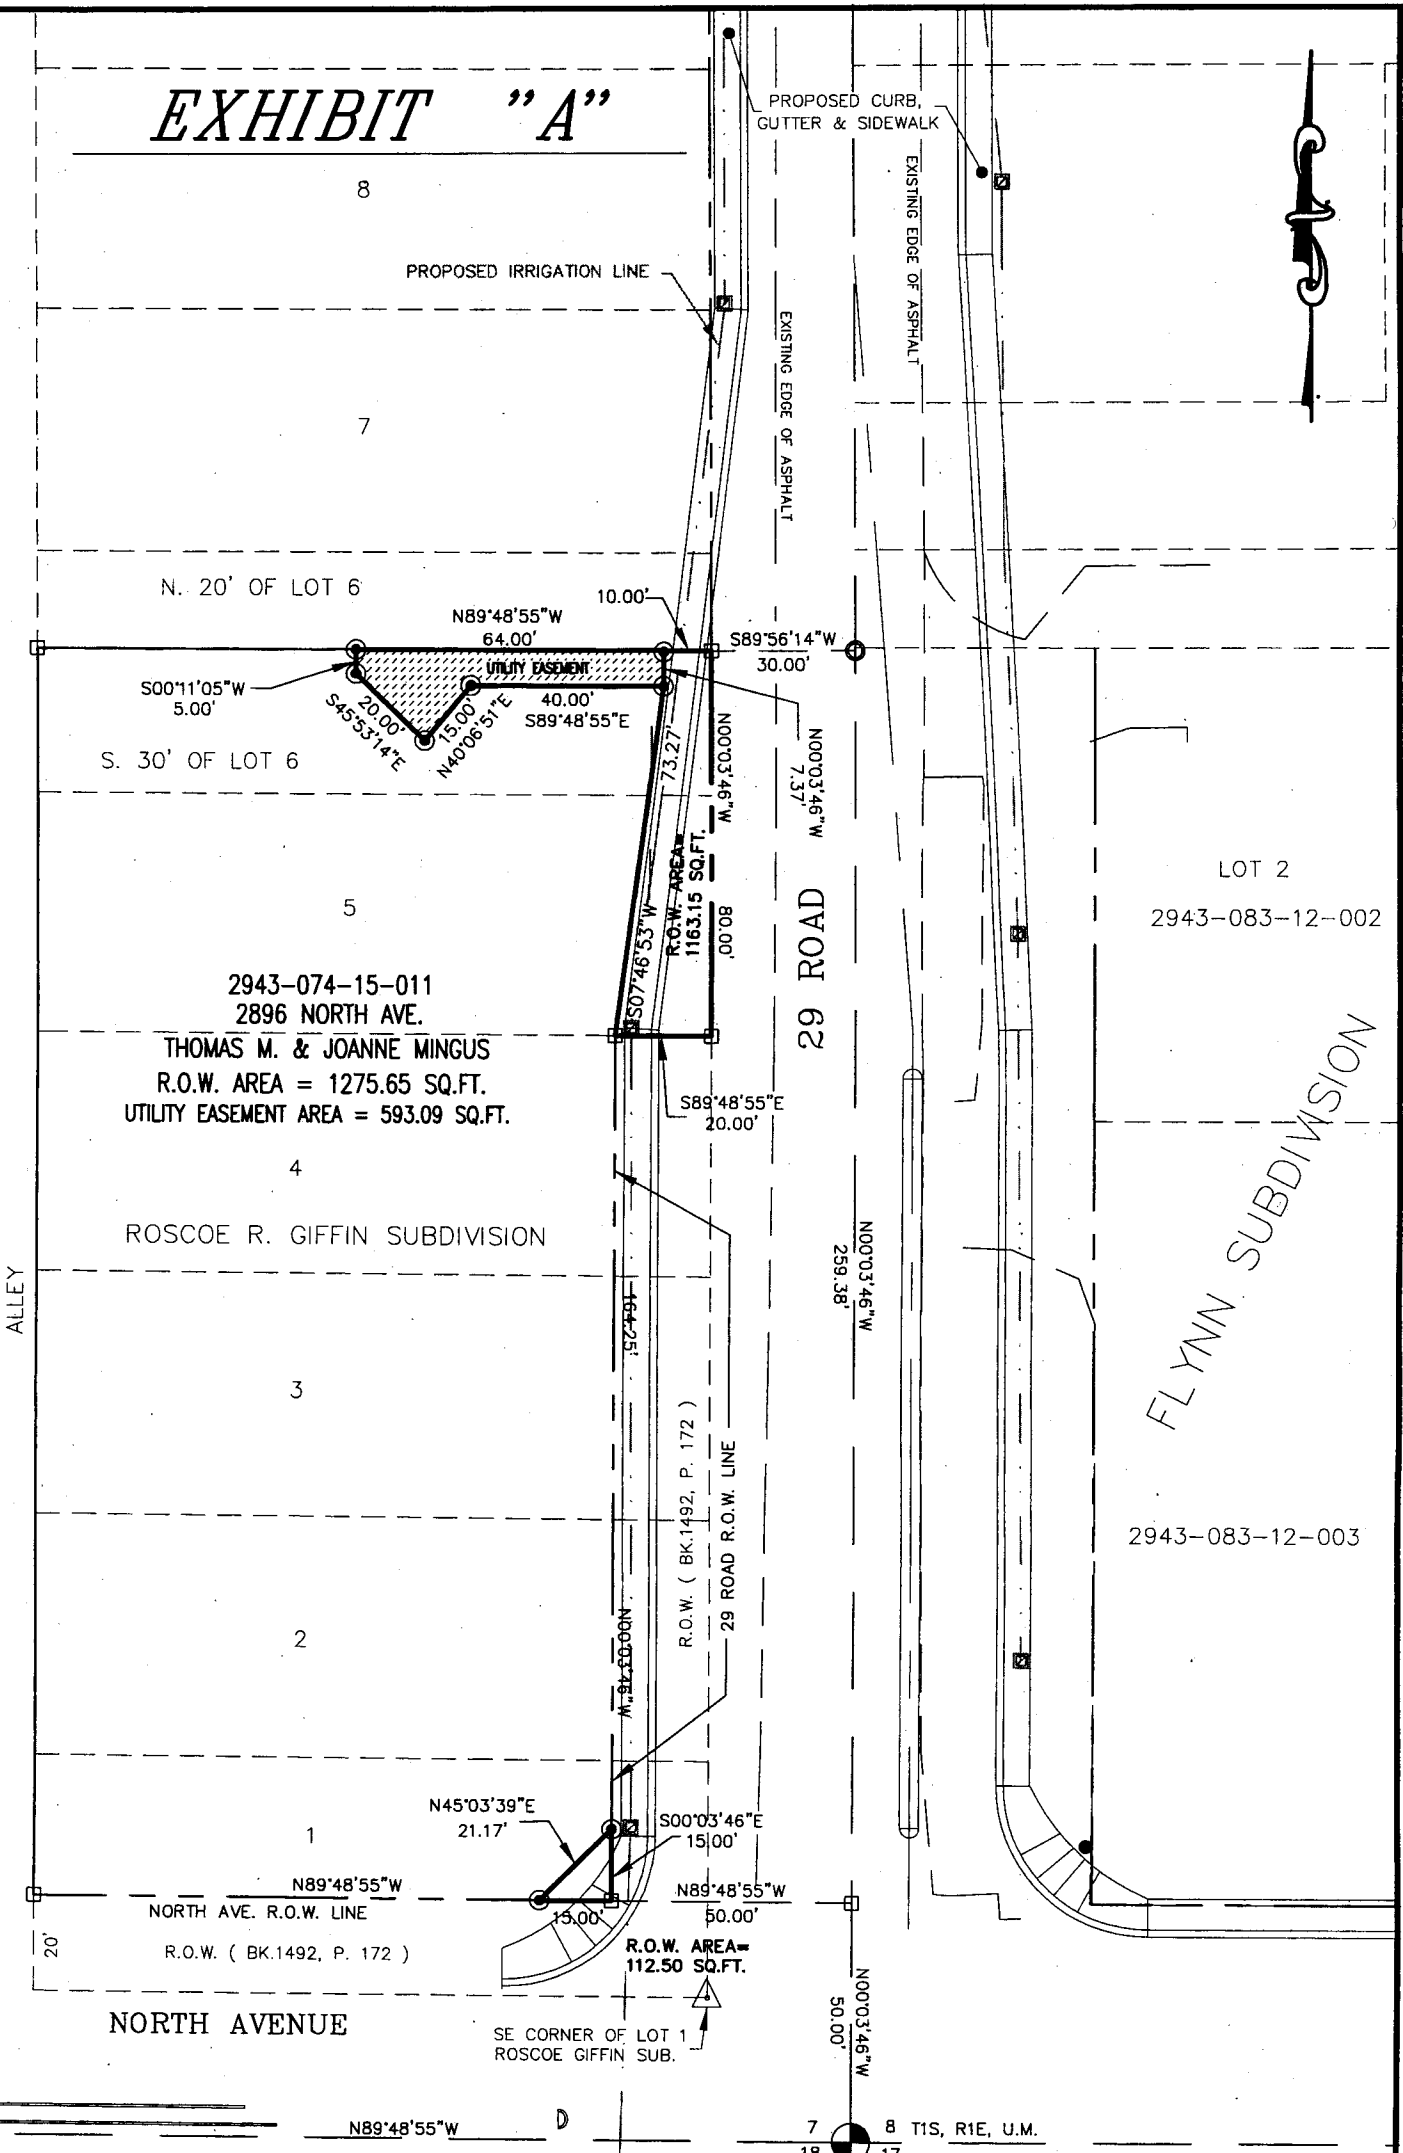 EXHIBIT "A"
PROPOSED CURB,
GUTTER & SIDEWALK
8
EXISTING EDGE OF ASPHALT
PROPOSED IRRIGATION LINE
EXISTING EDGE OF ASPHALT
7
N. 20' OF LOT 6
N89°48'55"W
64.00'
10.00'
S89°56'14"W
30.00'
UTILITY EASEMENT
S00°11'05"W
5.00'
20.00'
S45°53'14"E
15.00'
N40°06'51"E
40.00'
S89°48'55"E
S. 30' OF LOT 6
73.27'
S07°46'53"W
N00°03'46"W
80.00'
N00°03'46"W
7.37'
R.O.W. AREA=
1163.15 SQ.FT.
29 ROAD
LOT 2
2943-083-12-002
5
2943-074-15-011
2896 NORTH AVE.
THOMAS M. & JOANNE MINGUS
R.O.W. AREA = 1275.65 SQ.FT.
UTILITY EASEMENT AREA = 593.09 SQ.FT.
S89°48'55"E
20.00'
4
ROSCOE R. GIFFIN SUBDIVISION
FLYNN SUBDIVISION
ALLEY
164.25'
N00°03'46"W
259.38'
3
R.O.W. ( BK.1492, P. 172 )
29 ROAD R.O.W. LINE
2943-083-12-003
2
N00°03'46"W
N45°03'39"E
21.17'
S00°03'46"E
15.00'
1
N89°48'55"W
NORTH AVE. R.O.W. LINE
15.00'
N89°48'55"W
50.00'
20'
R.O.W. ( BK.1492, P. 172 )
R.O.W. AREA=
112.50 SQ.FT.
NORTH AVENUE
SE CORNER OF LOT 1
ROSCOE GIFFIN SUB.
N00°03'46"W
50.00'
N89°48'55"W
7 8 T1S, R1E, U.M.
18 17